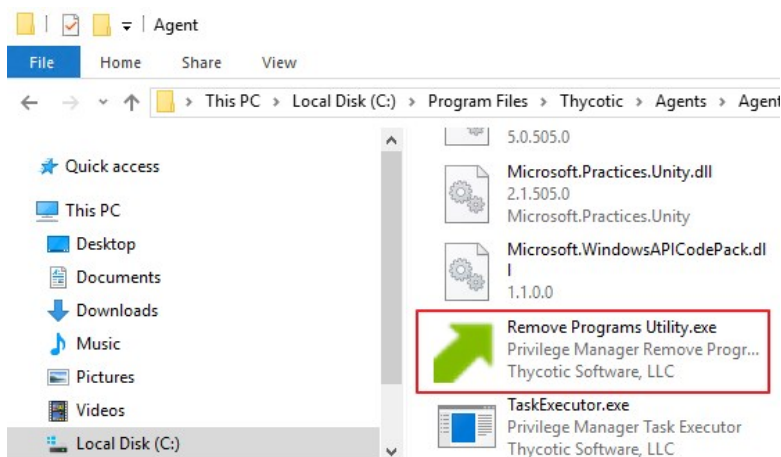 Agent
File Home Share View
This PC > Local Disk (C:) > Program Files > Thycotic > Agents > Agent
Quick access
This PC
Desktop
Documents
Downloads
Music
Pictures
Videos
Local Disk (C:)
5.0.505.0
Microsoft.Practices.Unity.dll
2.1.505.0
Microsoft.Practices.Unity
Microsoft.WindowsAPICodePack.dl
l
1.1.0.0
Remove Programs Utility.exe
Privilege Manager Remove Progr...
Thycotic Software, LLC
TaskExecutor.exe
Privilege Manager Task Executor
Thycotic Software, LLC